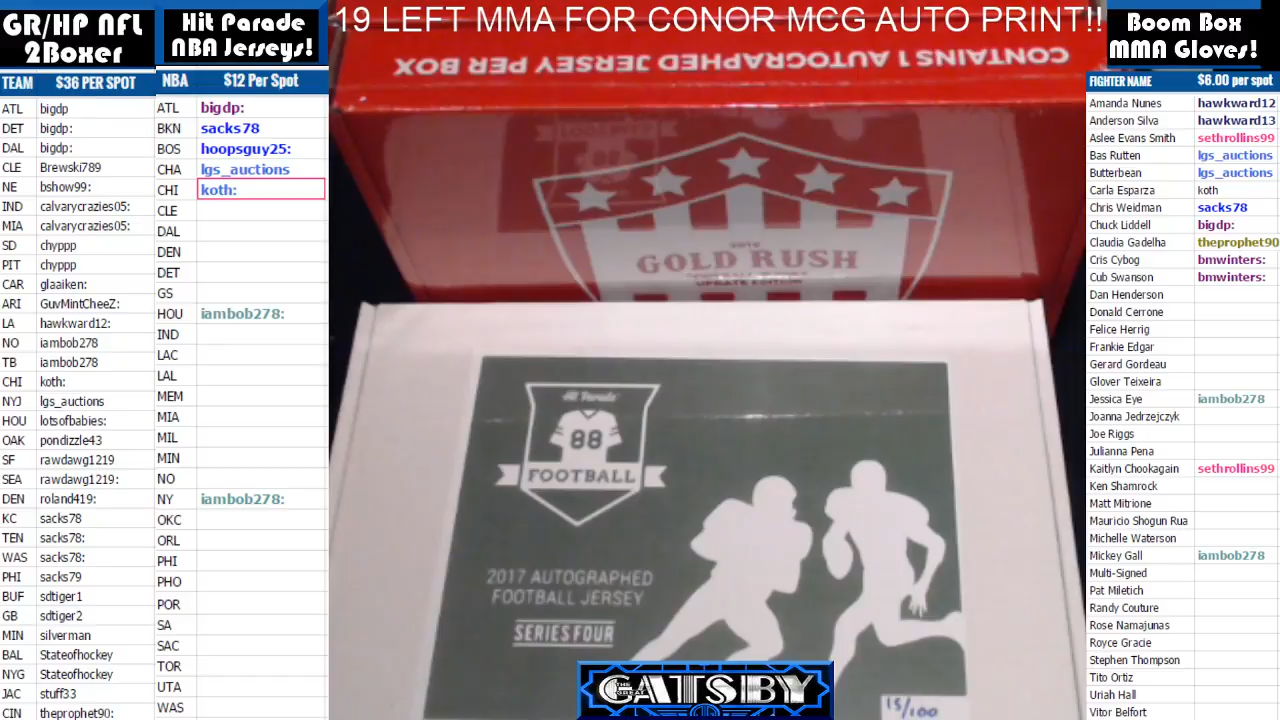 19 LEFT MMA FOR CONOR MCG AUTO PRINT!!
GR/HP NFL
2Boxer
TEAM $36 PER SPOT
ATL bigdp
DET bigdp:
DAL bigdp:
CLE Brewski789
NE bshow99:
IND calvarycrazies05:
MIA calvarycrazies05:
SD chyppp
PIT chyppp
CAR glaaiken:
ARI GuvMintCheeZ:
LA hawkward12:
NO iambob278
TB iambob278
CHI koth:
NYJ lgs_auctions
HOU lotsofbabies:
OAK pondizzle43
SF rawdawg1219
SEA rawdawg1219:
DEN roland419:
KC sacks78
TEN sacks78:
WAS sacks78:
PHI sacks79
BUF sdtiger1
GB sdtiger2
MIN silverman
BAL Stateofhockey
NYG Stateofhockey
JAC stuff33
CIN theprophet90:
Hit Parade
NBA Jerseys!
NBA $12 Per Spot
ATL bigdp:
BKN sacks78
BOS hoopsguy25:
CHA lgs_auctions
CHI koth:
CLE
DAL
DEN
DET
GS
HOU iambob278:
IND
LAC
LAL
MEM
MIA
MIL
MIN
NO
NY iambob278:
OKC
ORL
PHI
PHO
POR
SA
SAC
TOR
UTA
WAS
CONTAINS 1 AUTOGRAPHED JERSEY PER BOX
GOLD RUSH
UPDATE EDITION
Hit Parade
88
FOOTBALL
2017 AUTOGRAPHED
FOOTBALL JERSEY
SERIES FOUR
15/100
THE GREAT
GATSBY
Boom Box
MMA Gloves!
FIGHTER NAME $6.00 per spot
Amanda Nunes hawkward12
Anderson Silva hawkward13
Aslee Evans Smith sethrollins99
Bas Rutten lgs_auctions
Butterbean lgs_auctions
Carla Esparza koth
Chris Weidman sacks78
Chuck Liddell bigdp:
Claudia Gadelha theprophet90
Cris Cybog bmwinters:
Cub Swanson bmwinters:
Dan Henderson
Donald Cerrone
Felice Herrig
Frankie Edgar
Gerard Gordeau
Glover Teixeira
Jessica Eye iambob278
Joanna Jedrzejczyk
Joe Riggs
Julianna Pena
Kaitlyn Chookagain sethrollins99
Ken Shamrock
Matt Mitrione
Mauricio Shogun Rua
Michelle Waterson
Mickey Gall iambob278
Multi-Signed
Pat Miletich
Randy Couture
Rose Namajunas
Royce Gracie
Stephen Thompson
Tito Ortiz
Uriah Hall
Vitor Belfort